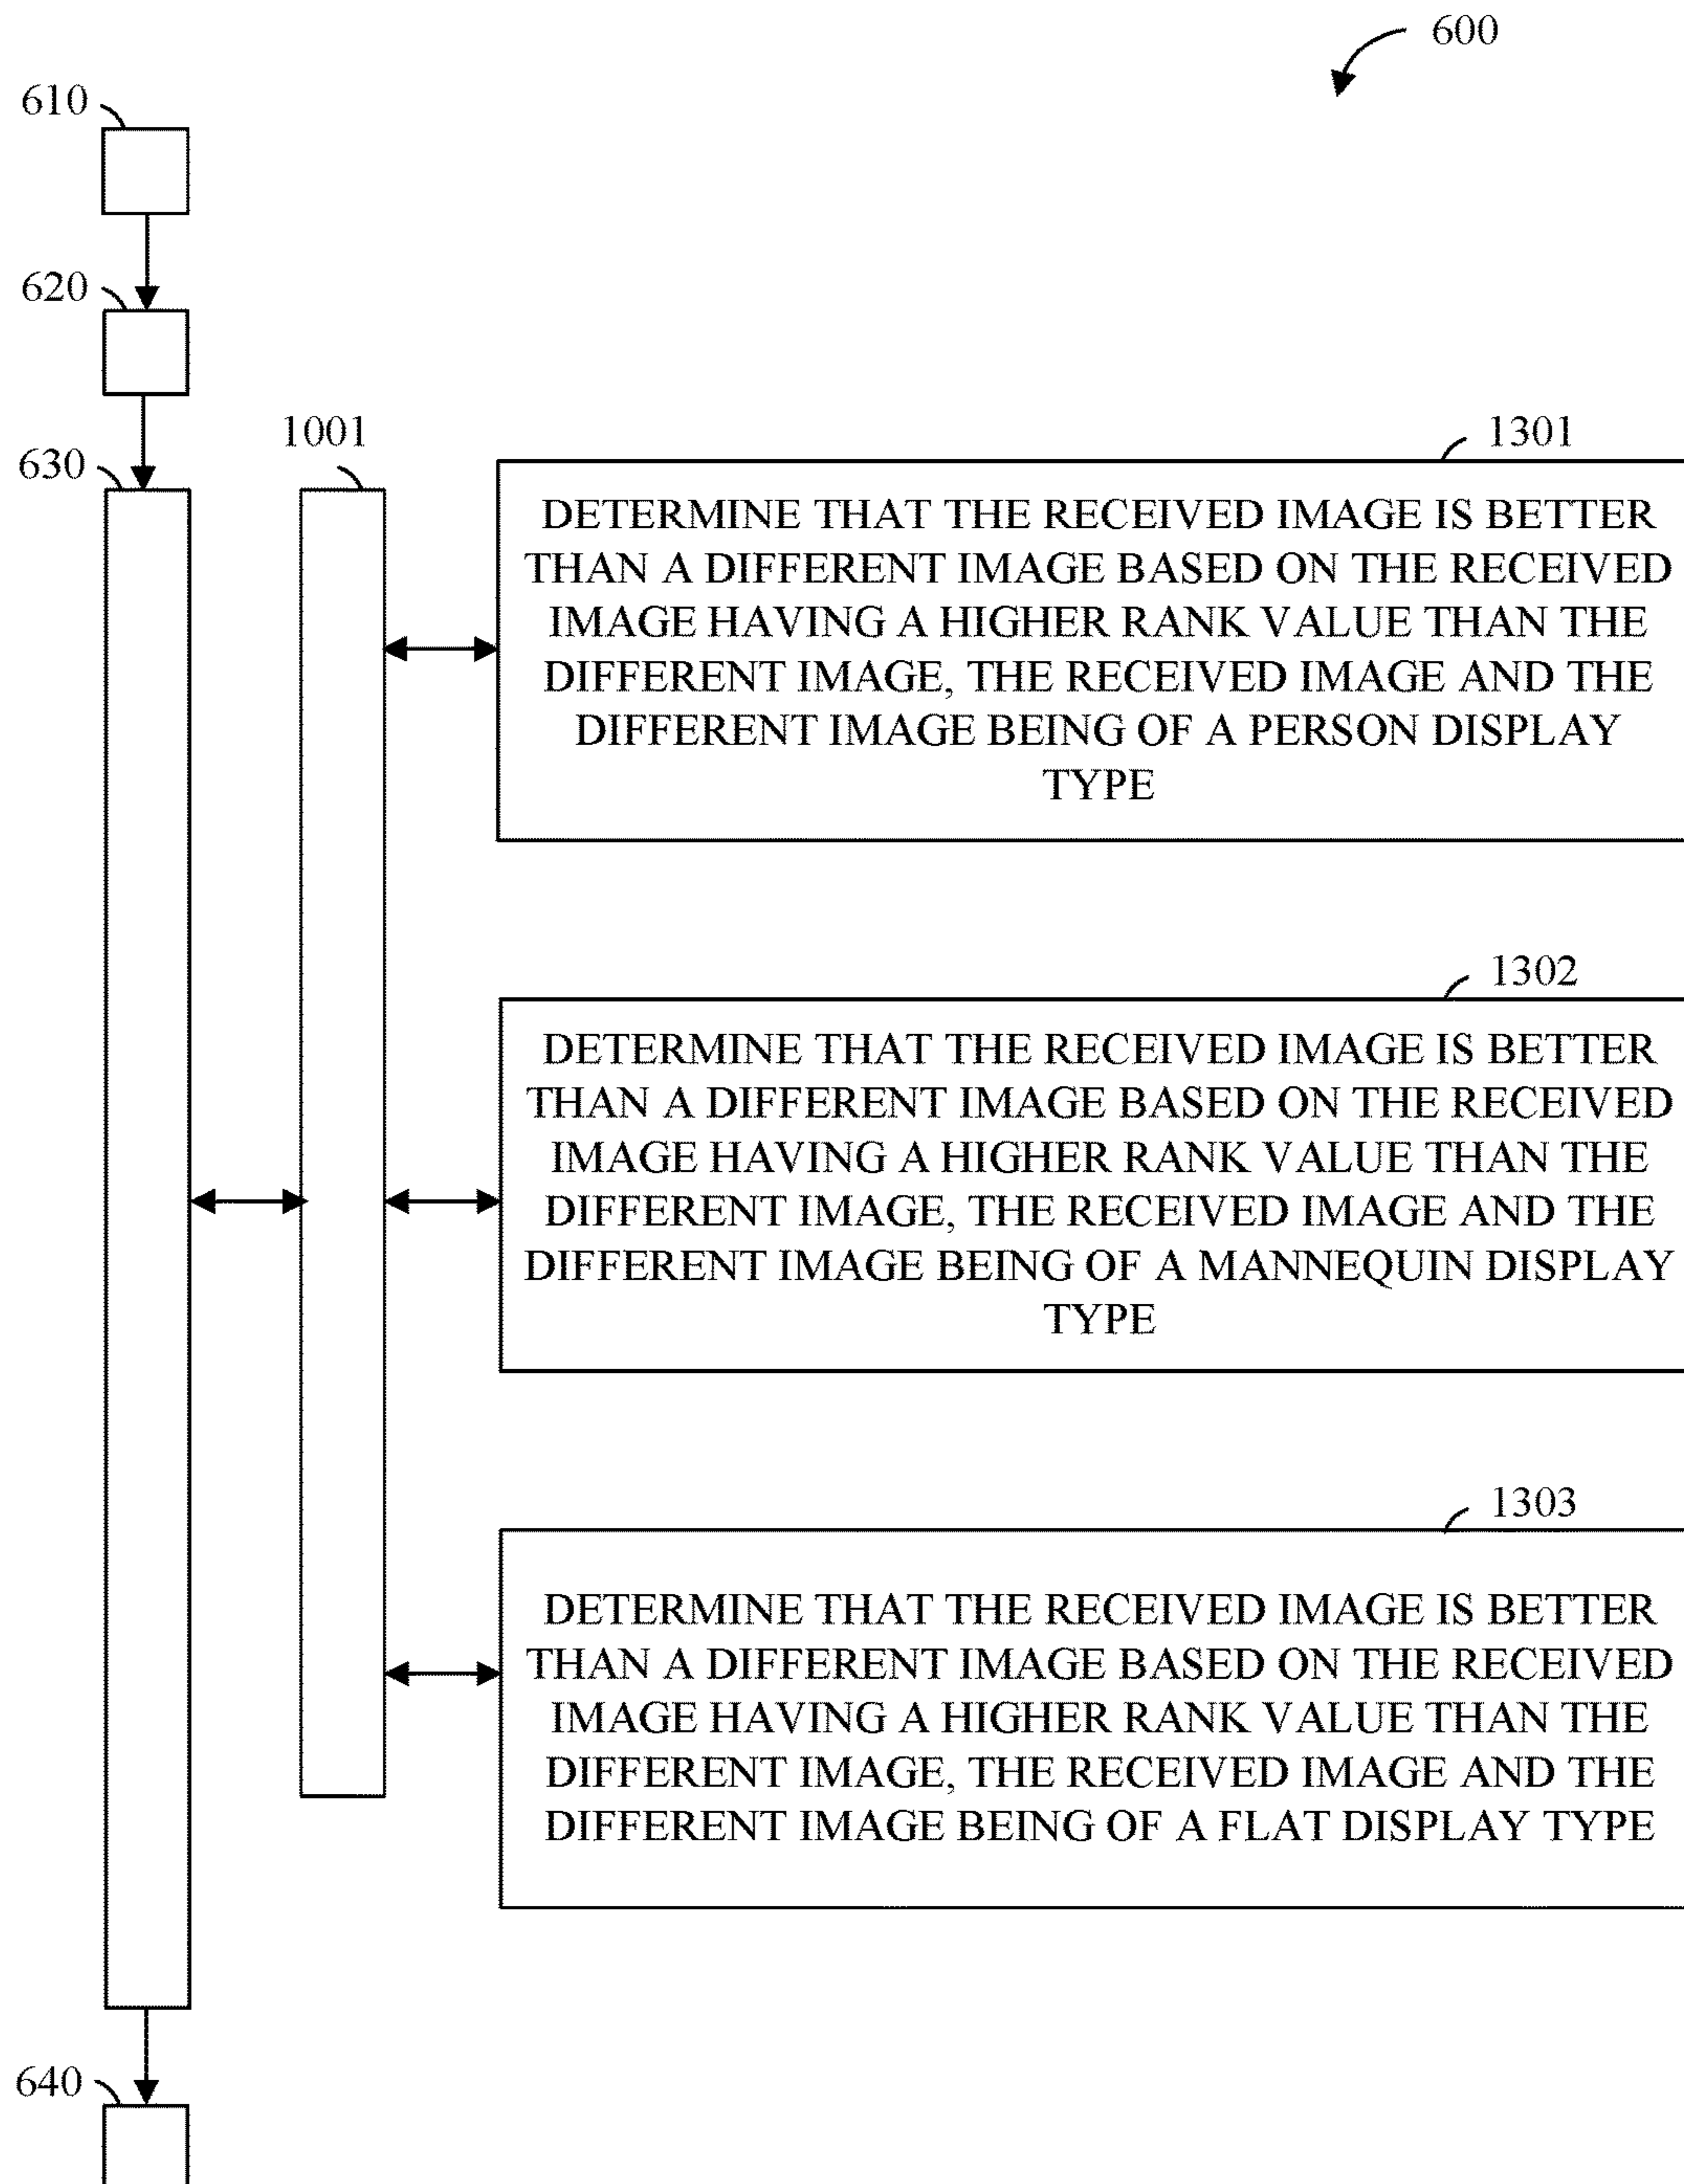 600
610
620
630
1001
1301
DETERMINE THAT THE RECEIVED IMAGE IS BETTER
THAN A DIFFERENT IMAGE BASED ON THE RECEIVED
IMAGE HAVING A HIGHER RANK VALUE THAN THE
DIFFERENT IMAGE, THE RECEIVED IMAGE AND THE
DIFFERENT IMAGE BEING OF A PERSON DISPLAY
TYPE
1302
DETERMINE THAT THE RECEIVED IMAGE IS BETTER
THAN A DIFFERENT IMAGE BASED ON THE RECEIVED
IMAGE HAVING A HIGHER RANK VALUE THAN THE
DIFFERENT IMAGE, THE RECEIVED IMAGE AND THE
DIFFERENT IMAGE BEING OF A MANNEQUIN DISPLAY
TYPE
1303
DETERMINE THAT THE RECEIVED IMAGE IS BETTER
THAN A DIFFERENT IMAGE BASED ON THE RECEIVED
IMAGE HAVING A HIGHER RANK VALUE THAN THE
DIFFERENT IMAGE, THE RECEIVED IMAGE AND THE
DIFFERENT IMAGE BEING OF A FLAT DISPLAY TYPE
640